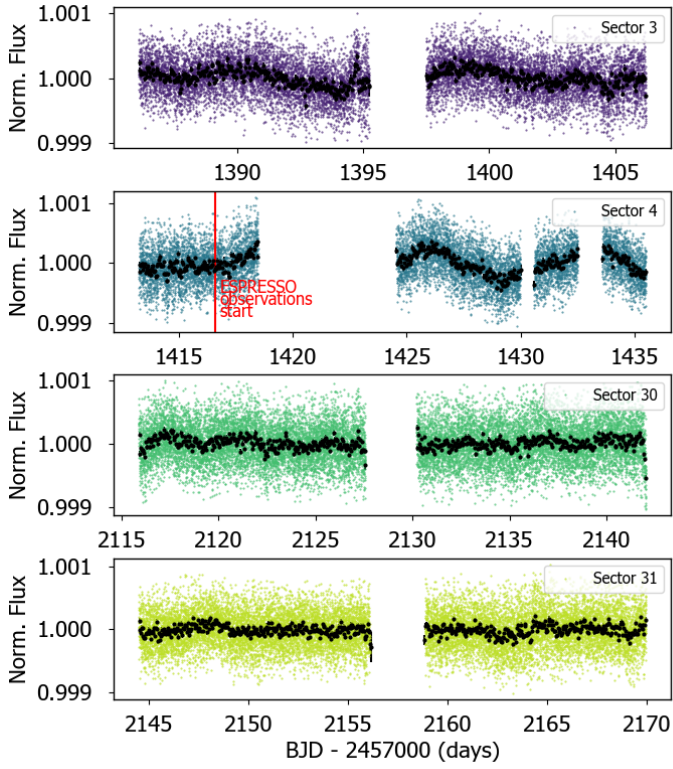 Norm. Flux
1.001
1.000
0.999
Sector 3
1390
1395
1400
1405
Norm. Flux
1.001
1.000
0.999
Sector 4
ESPRESSO
observations
start
1415
1420
1425
1430
1435
Norm. Flux
1.001
1.000
0.999
Sector 30
2115
2120
2125
2130
2135
2140
Norm. Flux
1.001
1.000
0.999
Sector 31
2145
2150
2155
2160
2165
2170
BJD - 2457000 (days)